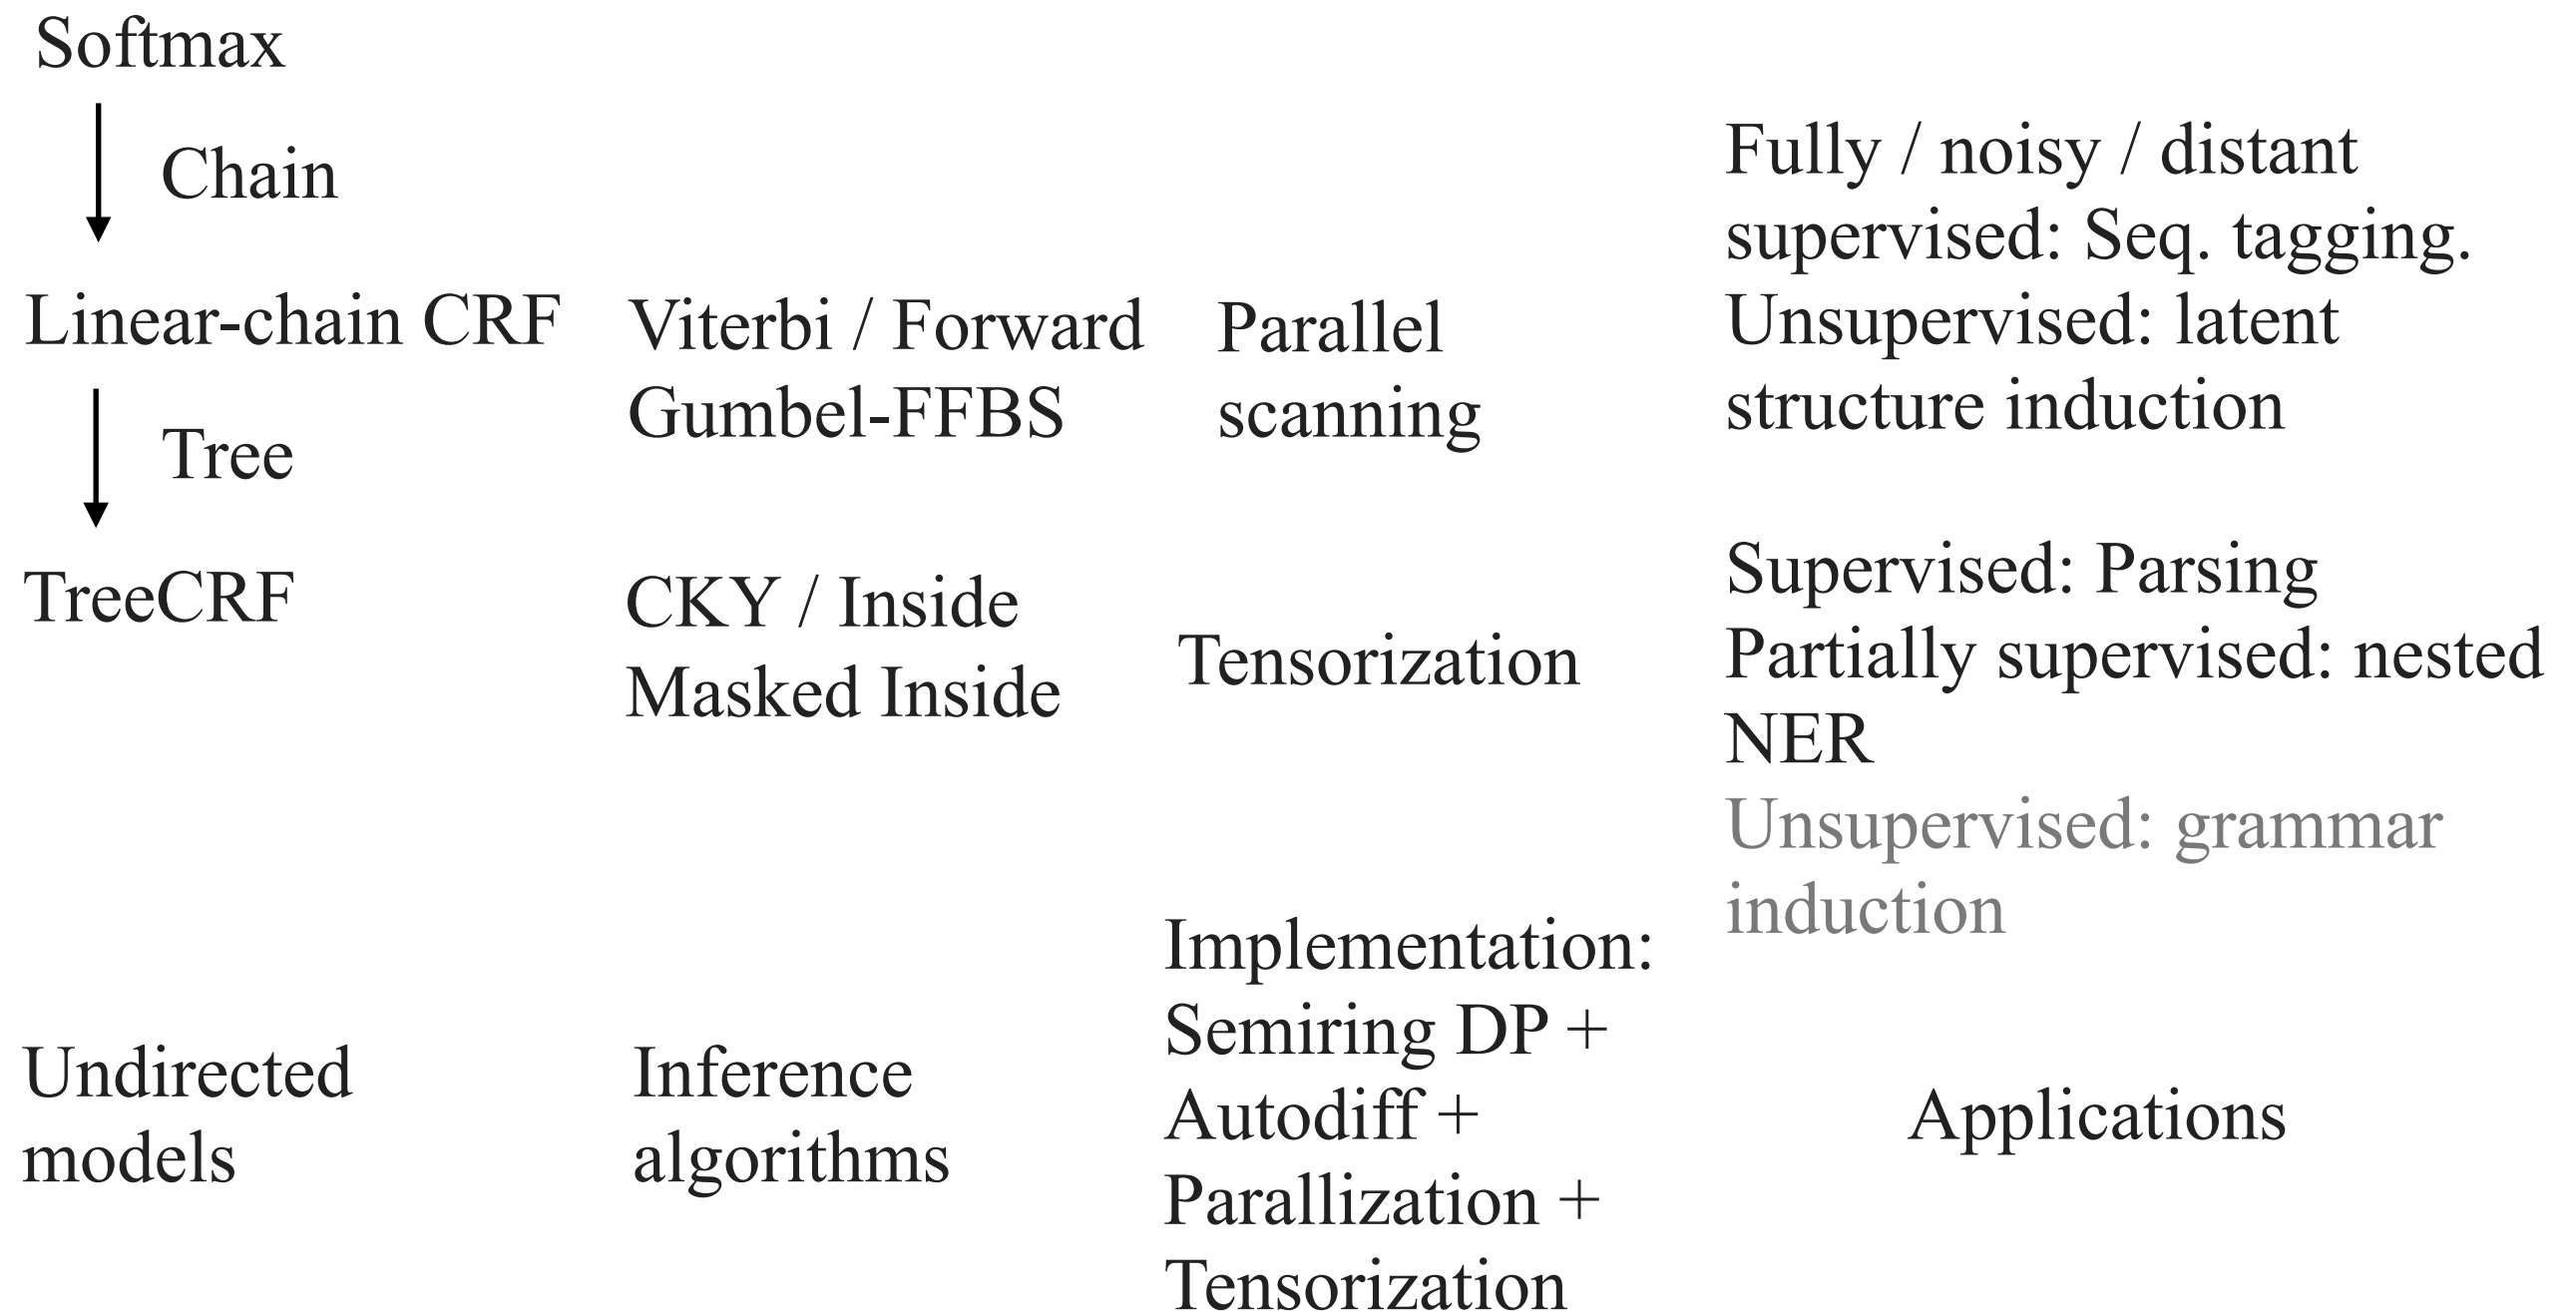 Softmax
Chain
Linear-chain CRF
Tree
TreeCRF
Undirected
models
Viterbi / Forward
Gumbel-FFBS
CKY / Inside
Masked Inside
Inference
algorithms
Parallel
scanning
Tensorization
Implementation:
Semiring DP +
Autodiff +
Parallization +
Tensorization
Fully / noisy / distant
supervised: Seq. tagging.
Unsupervised: latent
structure induction
Supervised: Parsing
Partially supervised: nested
NER
Unsupervised: grammar
induction
Applications